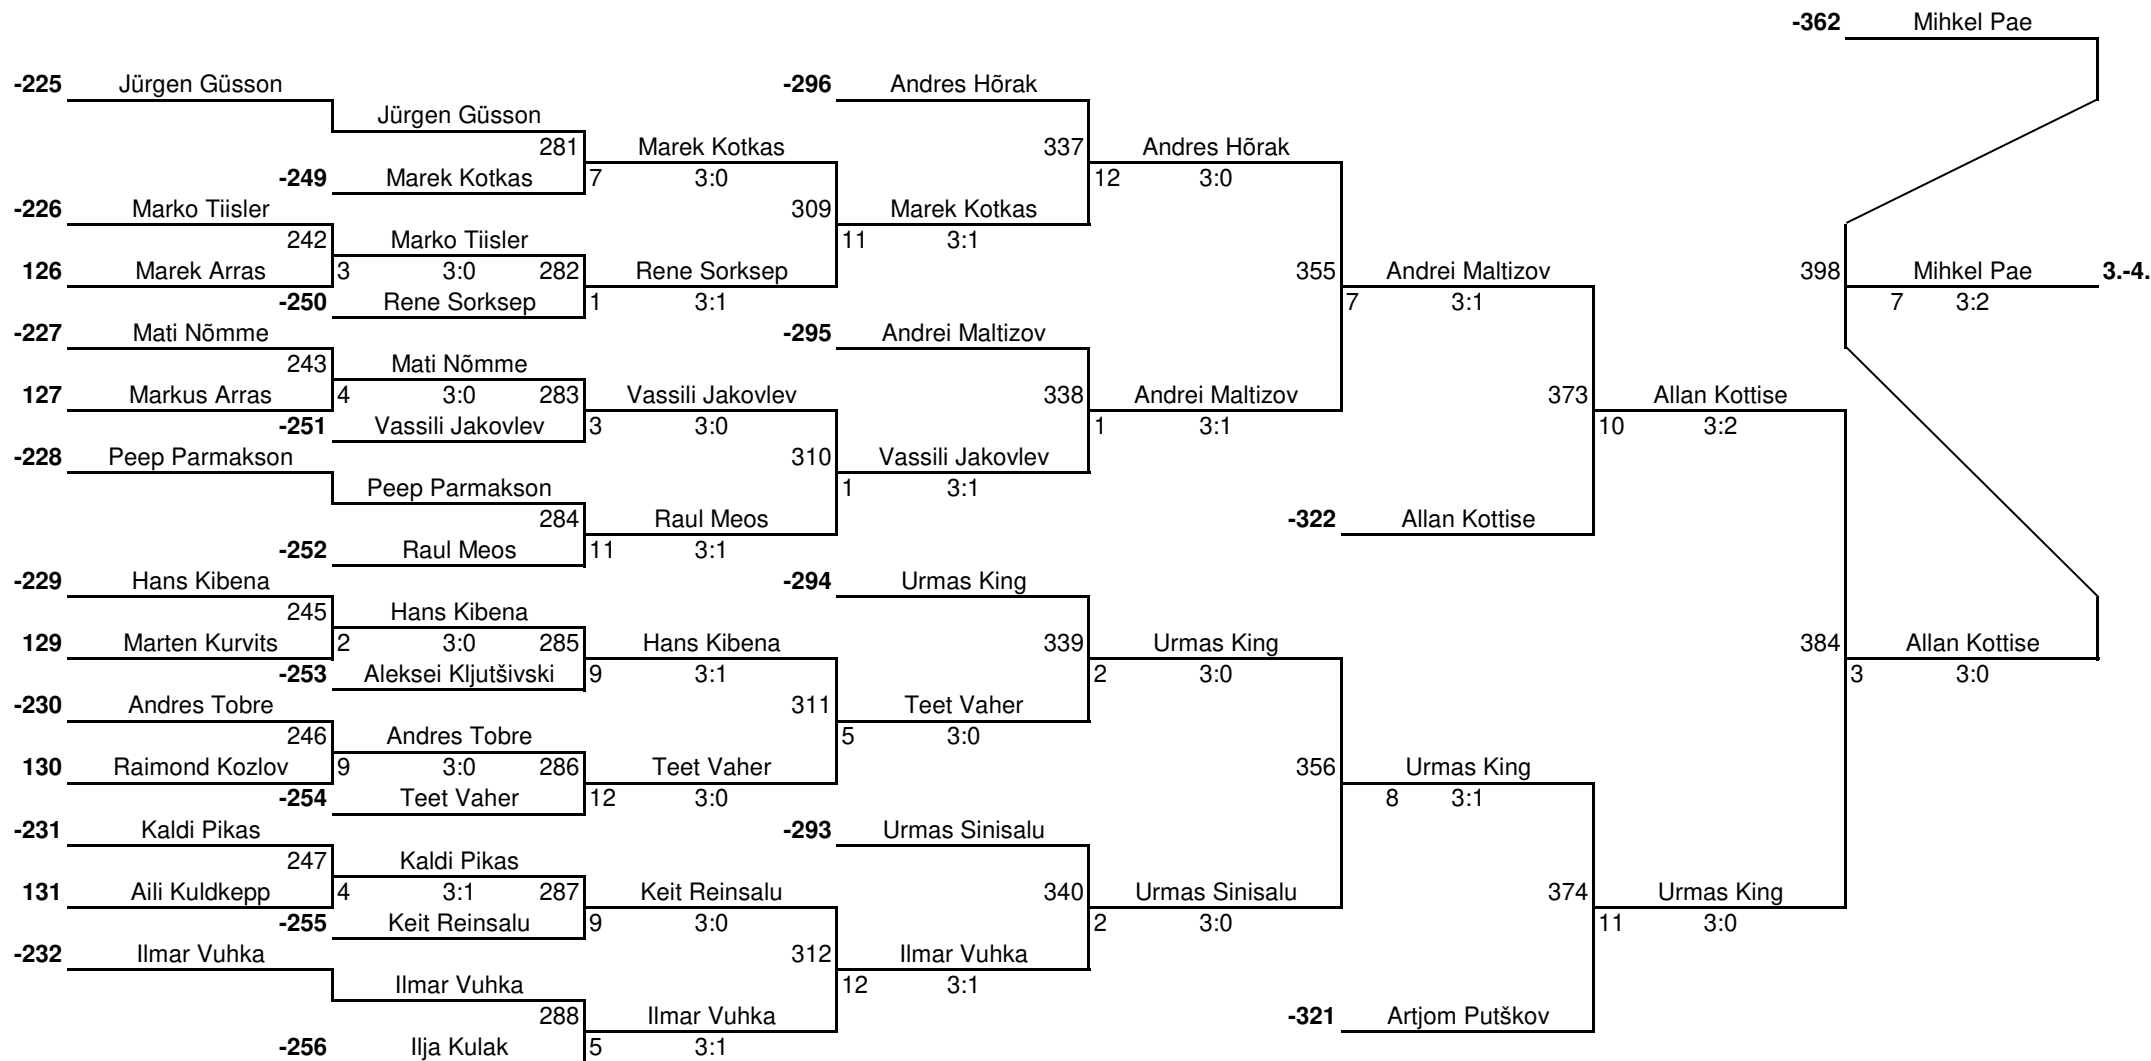 -362 Mihkel Pae
-225 Jürgen Güsson -296 Andres Hõrak
Jürgen Güsson
281 Marek Kotkas 337 Andres Hõrak
-249 Marek Kotkas 7 3:0 12 3:0
-226 Marko Tiisler 309 Marek Kotkas
242 Marko Tiisler 11 3:1
126 Marek Arras 3 3:0 282 Rene Sorksep 355 Andrei Maltizov 398 Mihkel Pae 3.-4.
-250 Rene Sorksep 1 3:1 7 3:1 7 3:2
-227 Mati Nõmme -295 Andrei Maltizov
243 Mati Nõmme
127 Markus Arras 4 3:0 283 Vassili Jakovlev 338 Andrei Maltizov 373 Allan Kottise
-251 Vassili Jakovlev 3 3:0 1 3:1 10 3:2
-228 Peep Parmakson 310 Vassili Jakovlev
Peep Parmakson 1 3:1
284 Raul Meos -322 Allan Kottise
-252 Raul Meos 11 3:1
-229 Hans Kibena -294 Urmas King
245 Hans Kibena
129 Marten Kurvits 2 3:0 285 Hans Kibena 339 Urmas King 384 Allan Kottise
-253 Aleksei Kljutšivski 9 3:1 2 3:0 3 3:0
-230 Andres Tobre 311 Teet Vaher
246 Andres Tobre 5 3:0
130 Raimond Kozlov 9 3:0 286 Teet Vaher 356 Urmas King
-254 Teet Vaher 12 3:0 8 3:1
-231 Kaldi Pikas -293 Urmas Sinisalu
247 Kaldi Pikas
131 Aili Kuldkepp 4 3:1 287 Keit Reinsalu 340 Urmas Sinisalu 374 Urmas King
-255 Keit Reinsalu 9 3:0 2 3:0 11 3:0
-232 Ilmar Vuhka 312 Ilmar Vuhka
Ilmar Vuhka 12 3:1
288 Ilmar Vuhka -321 Artjom Putškov
-256 Ilja Kulak 5 3:1